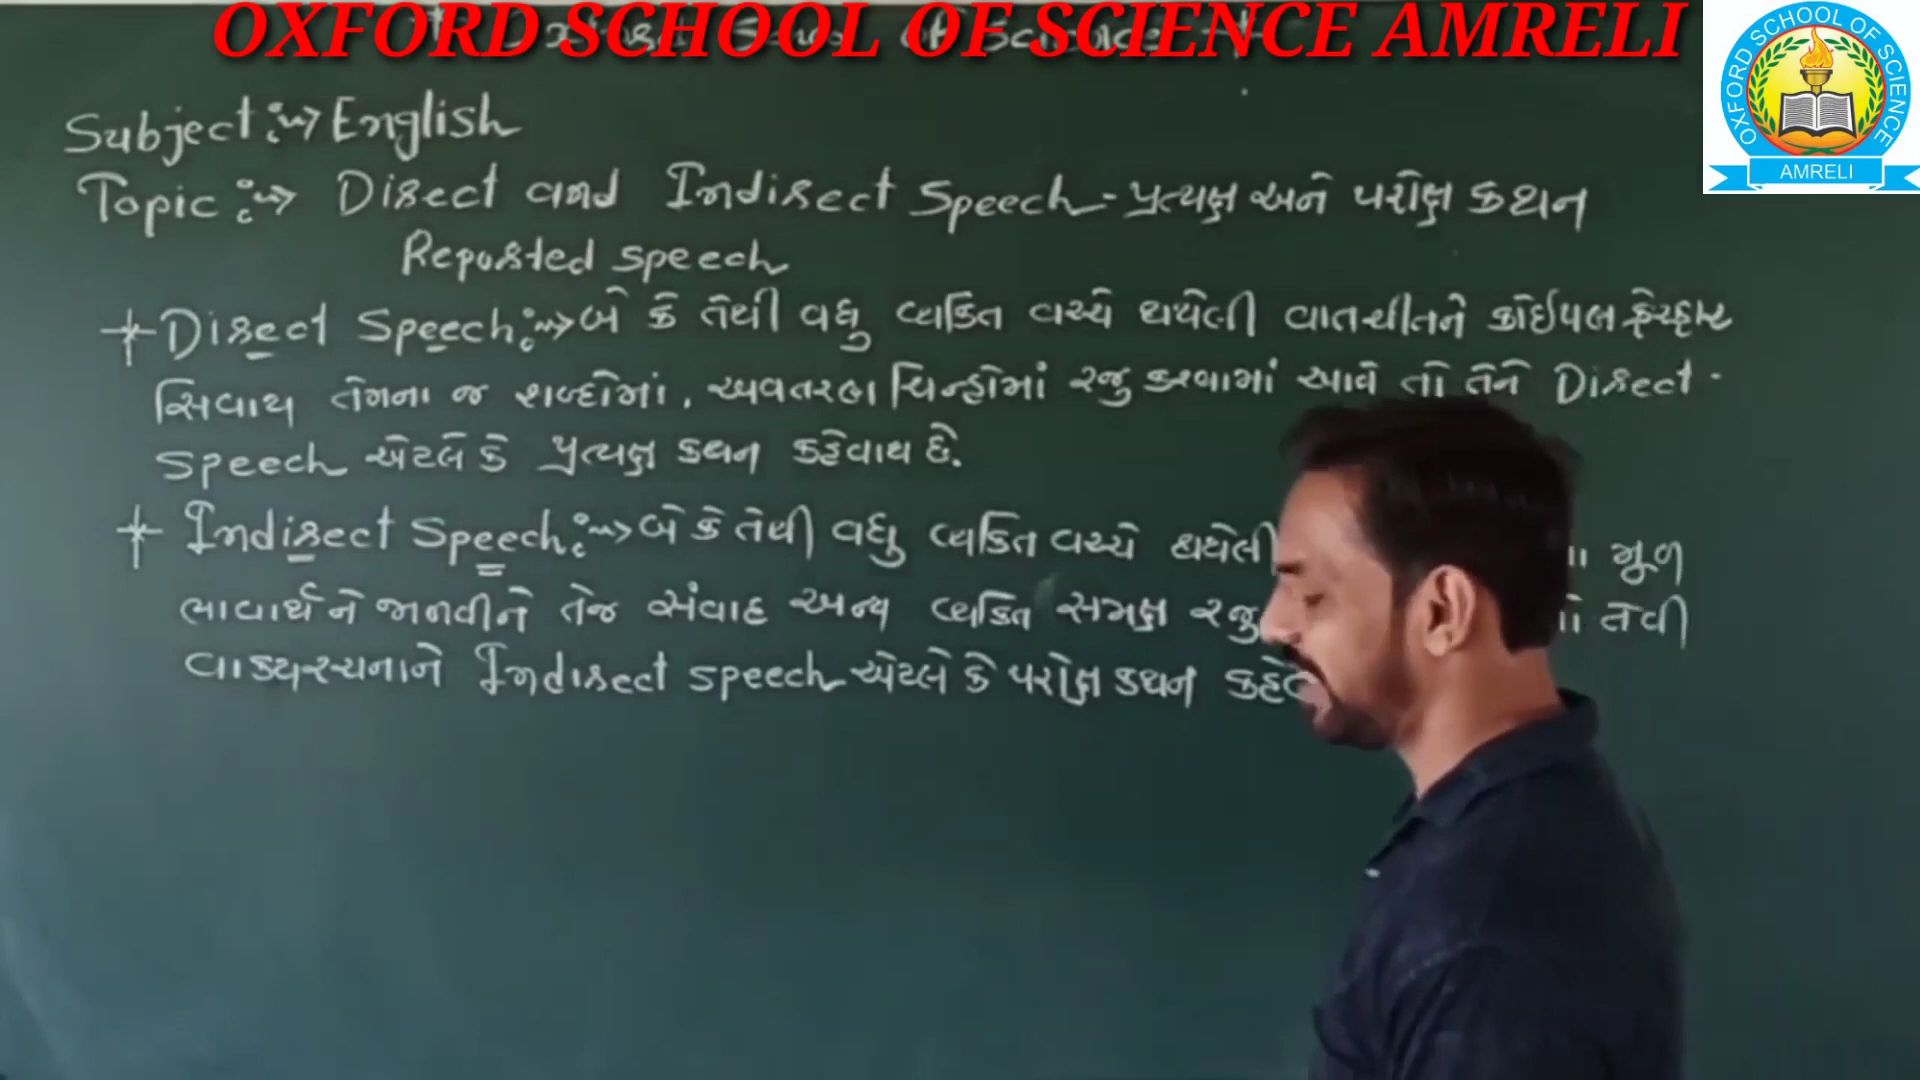 OXFORD SCHOOL OF SCIENCE AMRELI
OXFORD SCHOOL OF SCIENCE
AMRELI
Subject :→ English
Topic :→ Direct and Indirect Speech - પ્રત્યક્ષ અને પરોક્ષ કથન
Reported speech
* Direct Speech :→ બે કે તેથી વધુ વ્યકિત વચ્ચે થયેલી વાતચીતને કોઈપણ ફેરફાર
સિવાય તેમના જ શબ્દોમાં, અવતરણ ચિન્હોમાં રજુ કરવામાં આવે તો તેને Direct -
Speech એટલે કે પ્રત્યક્ષ કથન કહેવાય છે.
* Indirect Speech :→ બે કે તેથી વધુ વ્યકિત વચ્ચે થયેલી મૂળ
ભાવાર્થને જાળવીને તેજ સંવાદ અન્ય વ્યકિત સમક્ષ રજુ તેવી
વાક્યરચનાને Indirect speech એટલે કે પરોક્ષ કથન